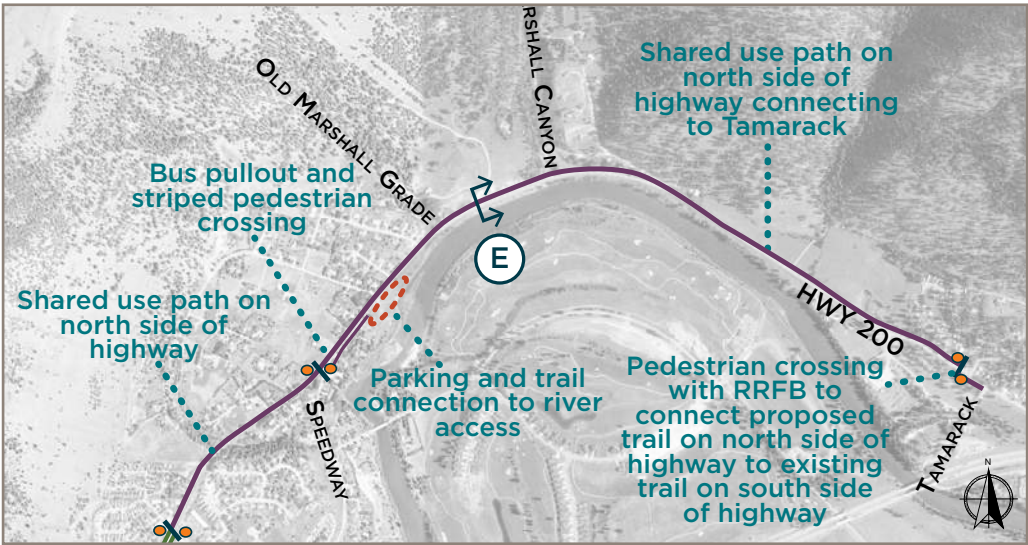 OLD MARSHALL GRADE
RSHALL CANYON
Shared use path on
north side of
highway connecting
to Tamarack
Bus pullout and
striped pedestrian
crossing
E
Shared use path on
north side of
highway
HWY 200
Parking and trail
connection to river
access
Pedestrian crossing
with RRFB to
connect proposed
trail on north side of
highway to existing
trail on south side
of highway
SPEEDWAY
TAMARACK
N